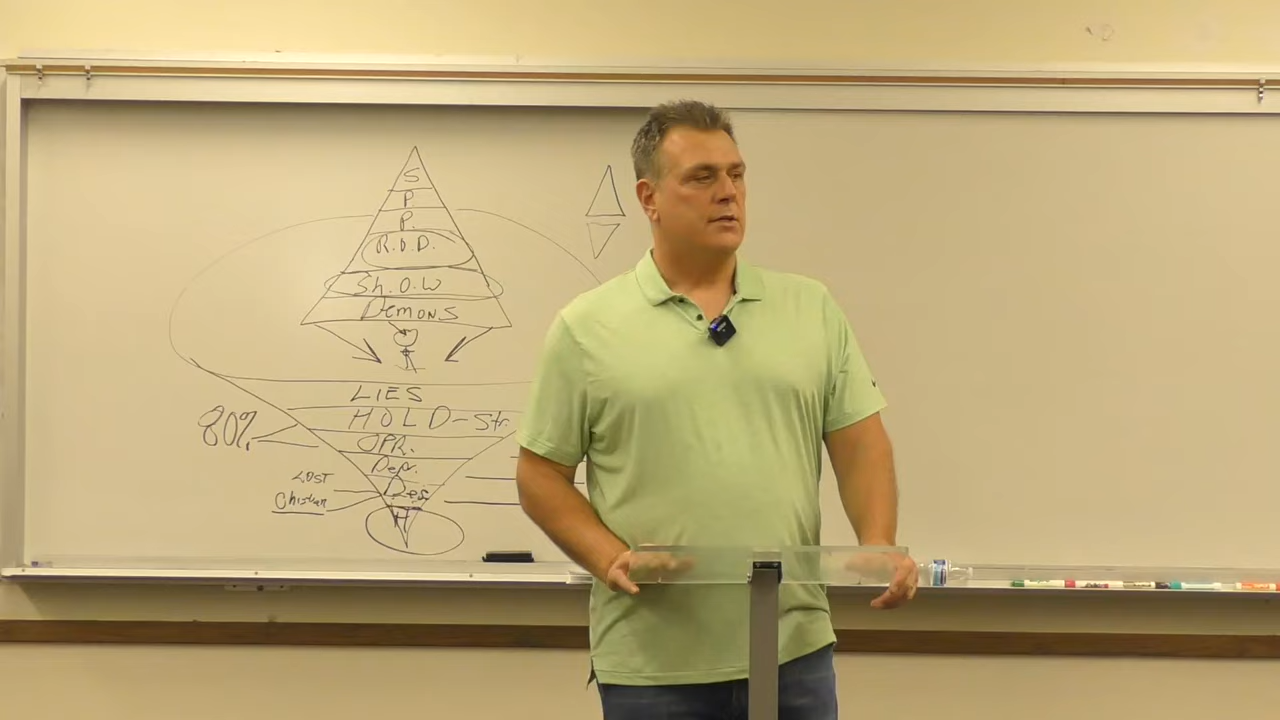 S
P
P.
R.D.D.
Sh.O.W
Demons
LIES
80%
HOLD-Str.
OPR.
Dep.
LOST
Des
Christian
H